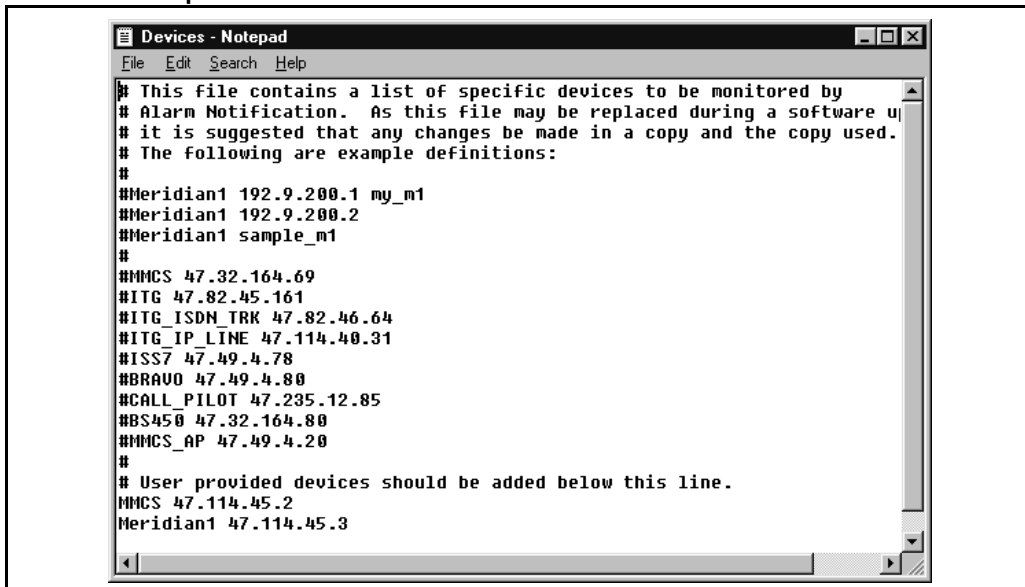 Devices - Notepad
File Edit Search Help
# This file contains a list of specific devices to be monitored by
# Alarm Notification.  As this file may be replaced during a software
# it is suggested that any changes be made in a copy and the copy used.
# The following are example definitions:
#
#Meridian1 192.9.200.1 my_m1
#Meridian1 192.9.200.2
#Meridian1 sample_m1
#
#MMCS 47.32.164.69
#ITG 47.82.45.161
#ITG_ISDN_TRK 47.82.46.64
#ITG_IP_LINE 47.114.40.31
#ISS7 47.49.4.78
#BRAVO 47.49.4.80
#CALL_PILOT 47.235.12.85
#BS450 47.32.164.80
#MMCS_AP 47.49.4.20
#
# User provided devices should be added below this line.
MMCS 47.114.45.2
Meridian1 47.114.45.3